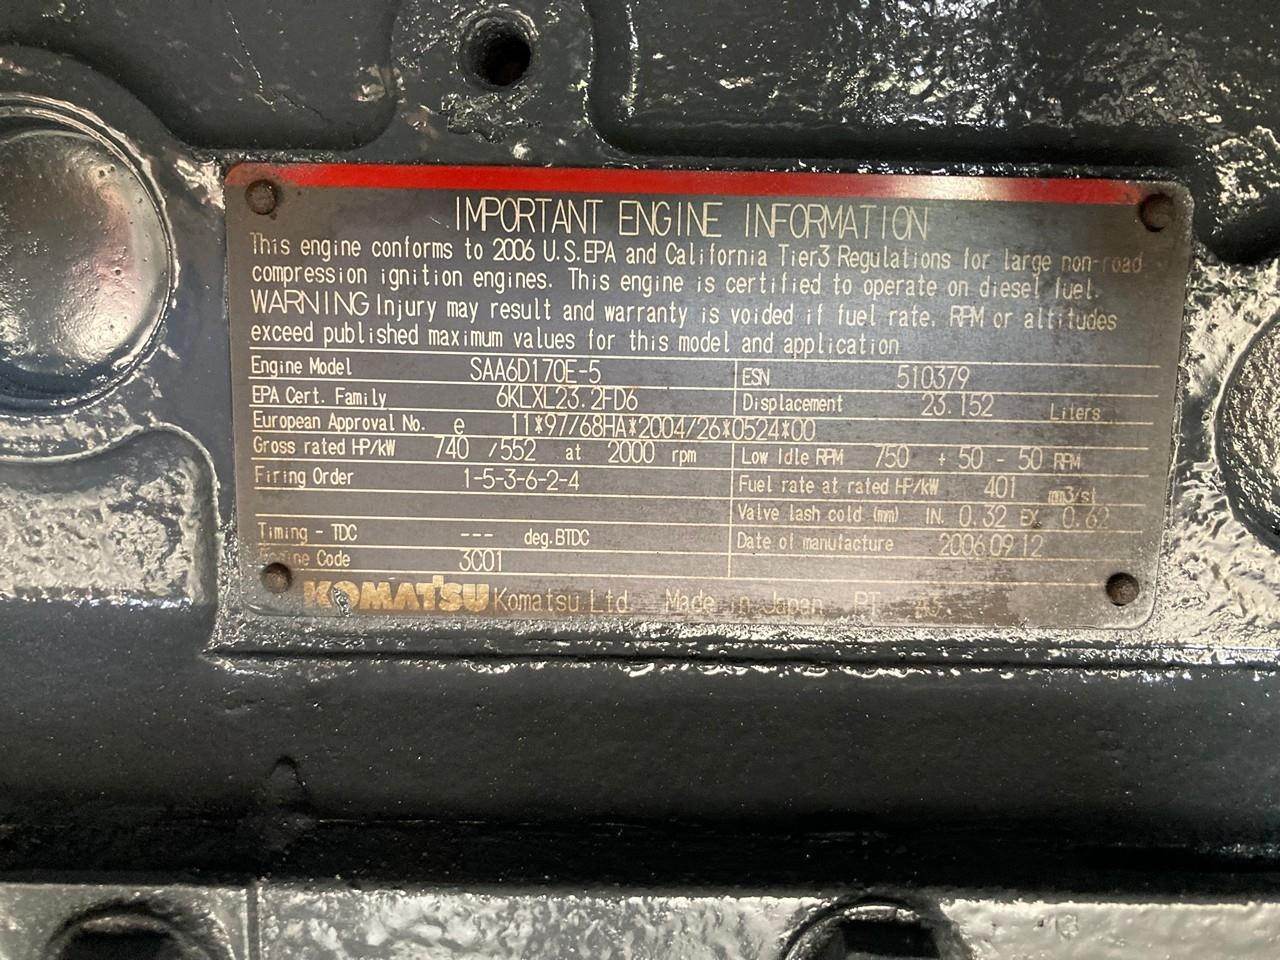 IMPORTANT ENGINE INFORMATION
This engine conforms to 2006 U.S.EPA and California Tier3 Regulations for large non-road
compression ignition engines. This engine is certified to operate on diesel fuel.
WARNING Injury may result and warranty is voided if fuel rate, RPM or altitudes
exceed published maximum values for this model and application
Engine Model SAA6D170E-5 ESN 510379
EPA Cert. Family 6KLXL23.2FD6 Displacement 23.152 Liters
European Approval No. e 11*97/68HA*2004/26*0524*00
Gross rated HP/kW 740 /552 at 2000 rpm Low Idle RPM 750 +50 - 50 RPM
Firing Order 1-5-3-6-2-4 Fuel rate at rated HP/kW 401 mm3/st
Valve lash cold (mm) IN. 0.32 EX. 0.62
Timing - TDC --- deg.BTDC Date of manufacture 2006.09.12
Engine Code 3C01
KOMATSU Komatsu Ltd. Made in Japan